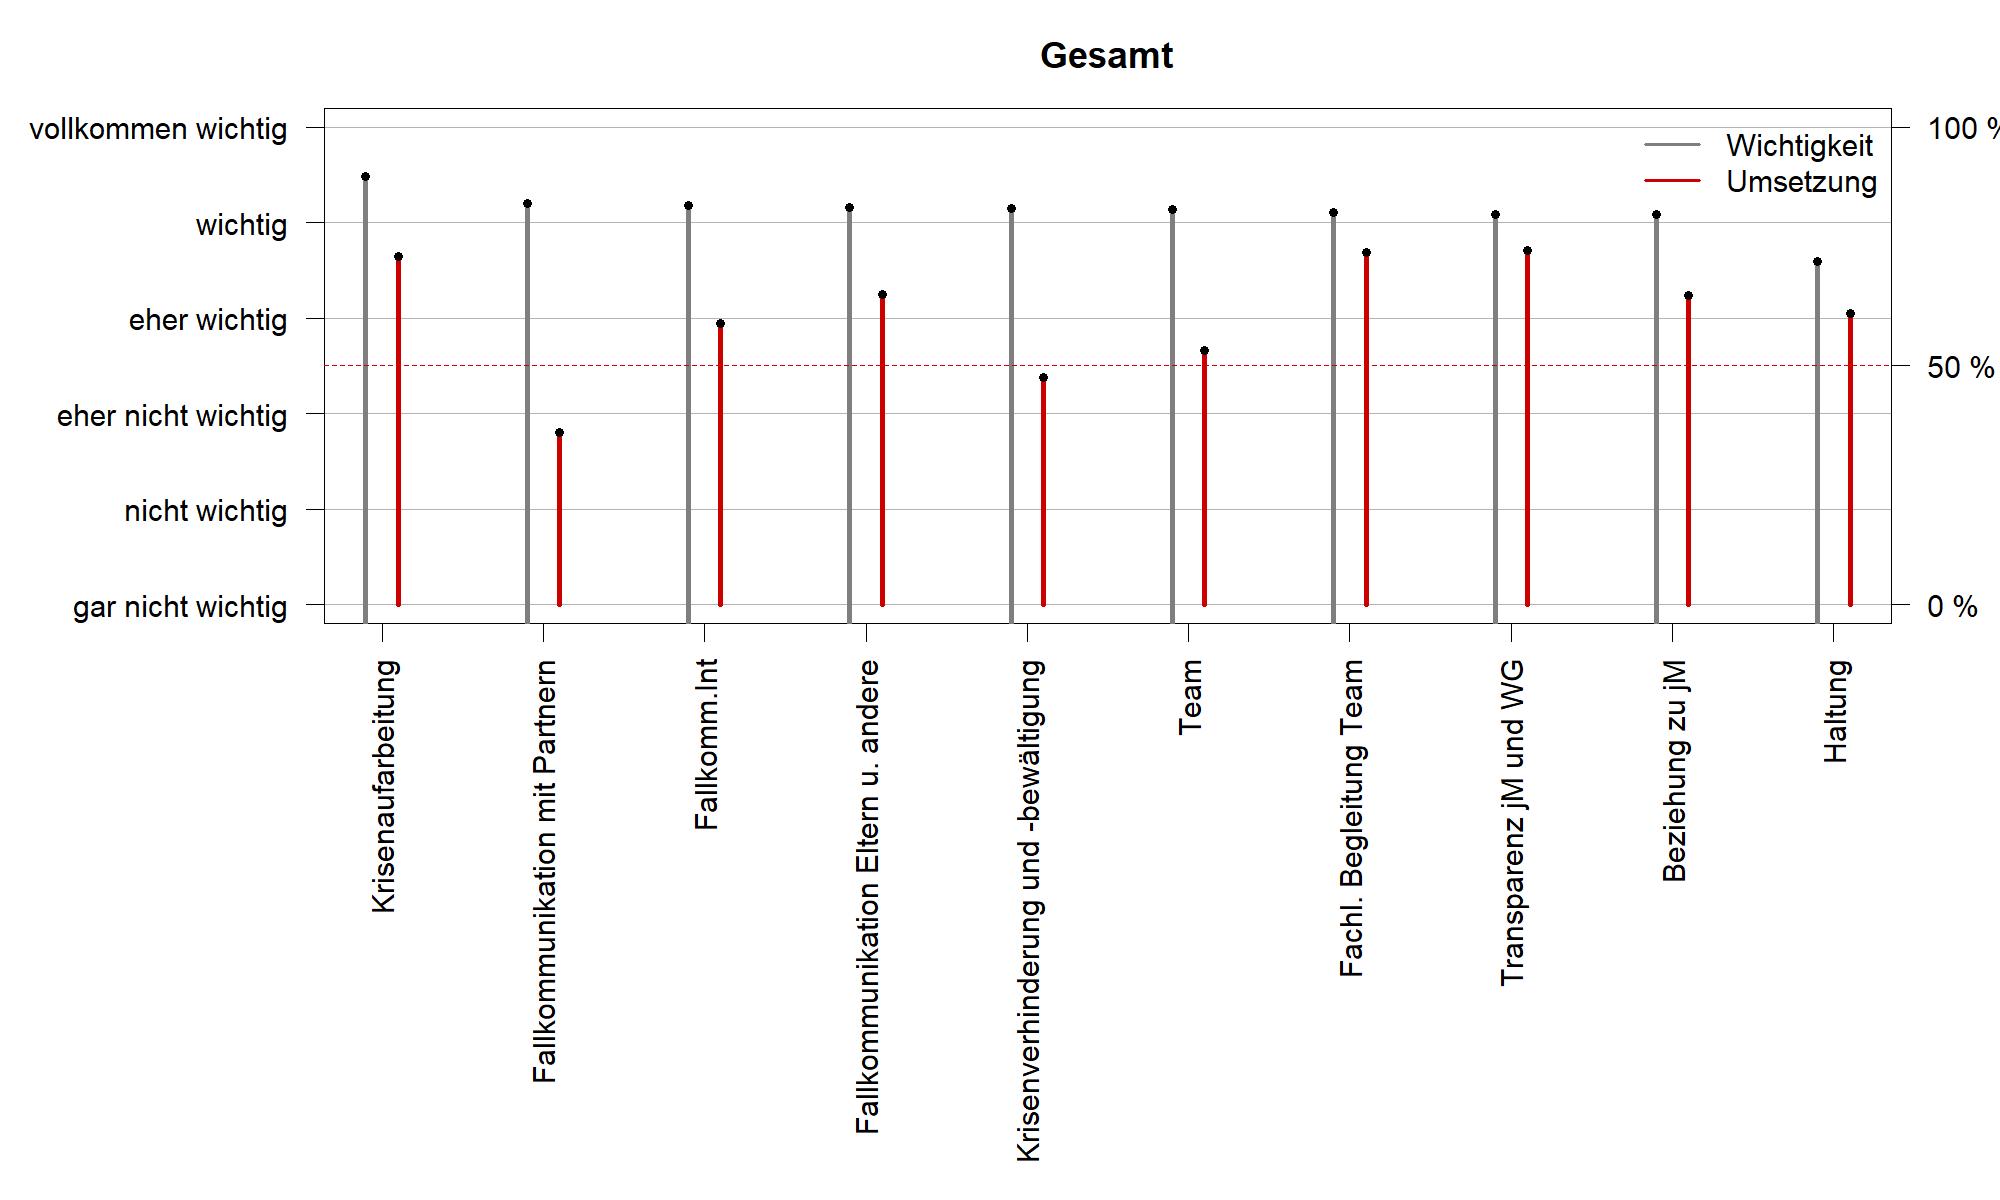 Gesamt
vollkommen wichtig
wichtig
eher wichtig
eher nicht wichtig
nicht wichtig
gar nicht wichtig
100 %
50 %
0 %
Wichtigkeit
Umsetzung
Krisenaufarbeitung
Fallkommunikation mit Partnern
Fallkomm.Int
Fallkommunikation Eltern u. andere
Krisenverhinderung und -bewältigung
Team
Fachl. Begleitung Team
Transparenz jM und WG
Beziehung zu jM
Haltung